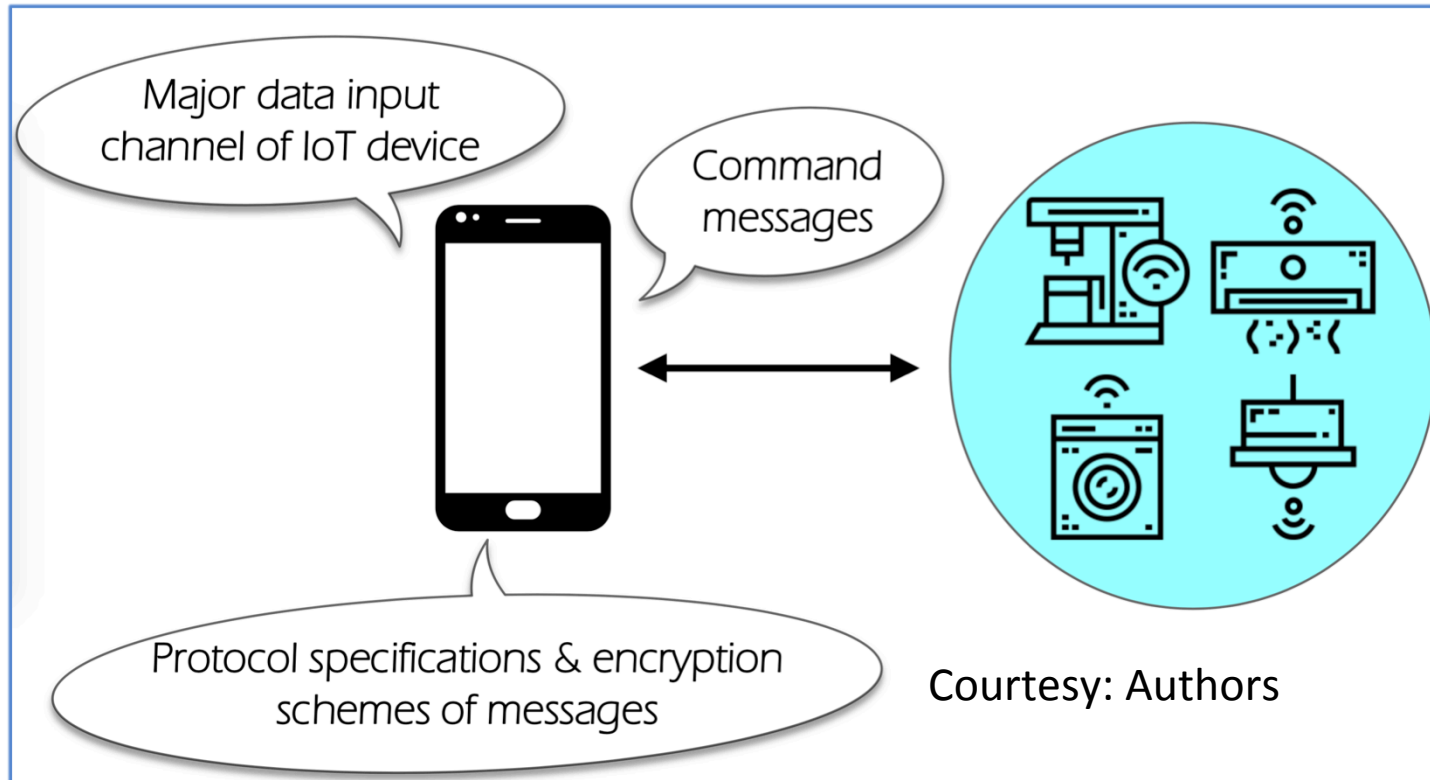 Major data input
channel of IoT device
Command
messages
Protocol specifications & encryption
schemes of messages
Courtesy: Authors